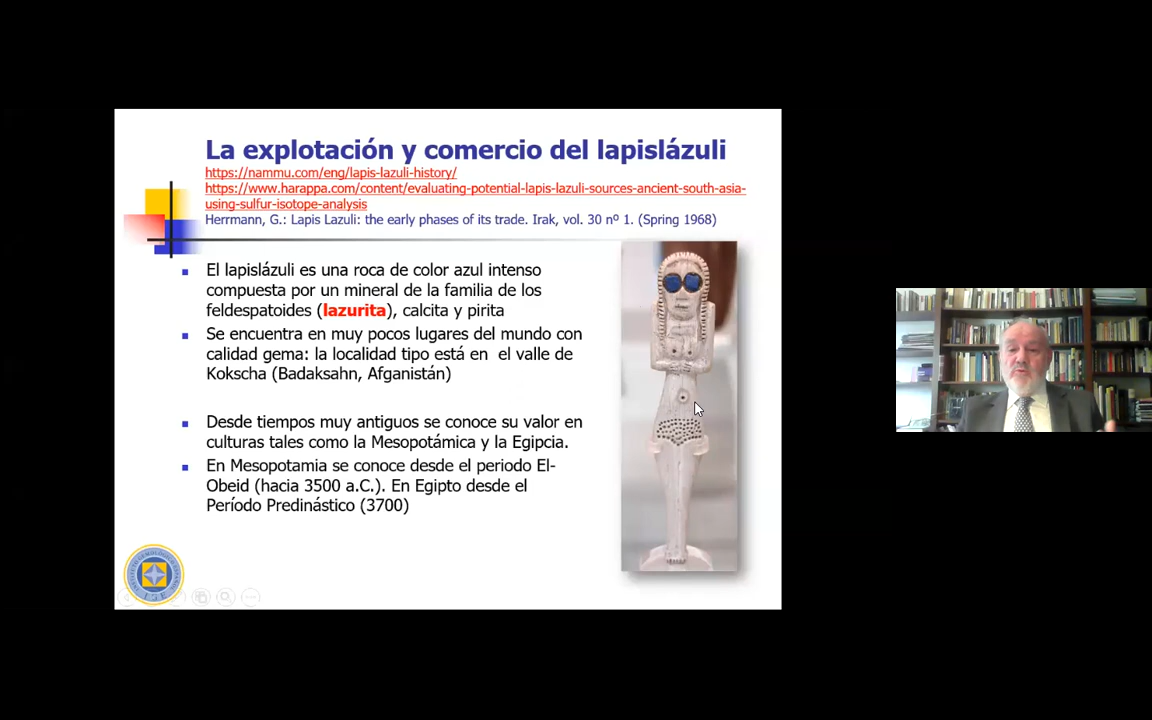 La explotación y comercio del lapislázuli
https://nammu.com/eng/lapis-lazuli-history/
https://www.harappa.com/content/evaluating-potential-lapis-lazuli-sources-ancient-south-asia-
using-sulfur-isotope-analysis
Herrmann, G.: Lapis Lazuli: the early phases of its trade. Irak, vol. 30 nº 1. (Spring 1968)
El lapislázuli es una roca de color azul intenso
compuesta por un mineral de la familia de los
feldespatoides (lazurita), calcita y pirita
Se encuentra en muy pocos lugares del mundo con
calidad gema: la localidad tipo está en el valle de
Kokscha (Badaksahn, Afganistán)
Desde tiempos muy antiguos se conoce su valor en
culturas tales como la Mesopotámica y la Egipcia.
En Mesopotamia se conoce desde el periodo El-
Obeid (hacia 3500 a.C.). En Egipto desde el
Período Predinástico (3700)